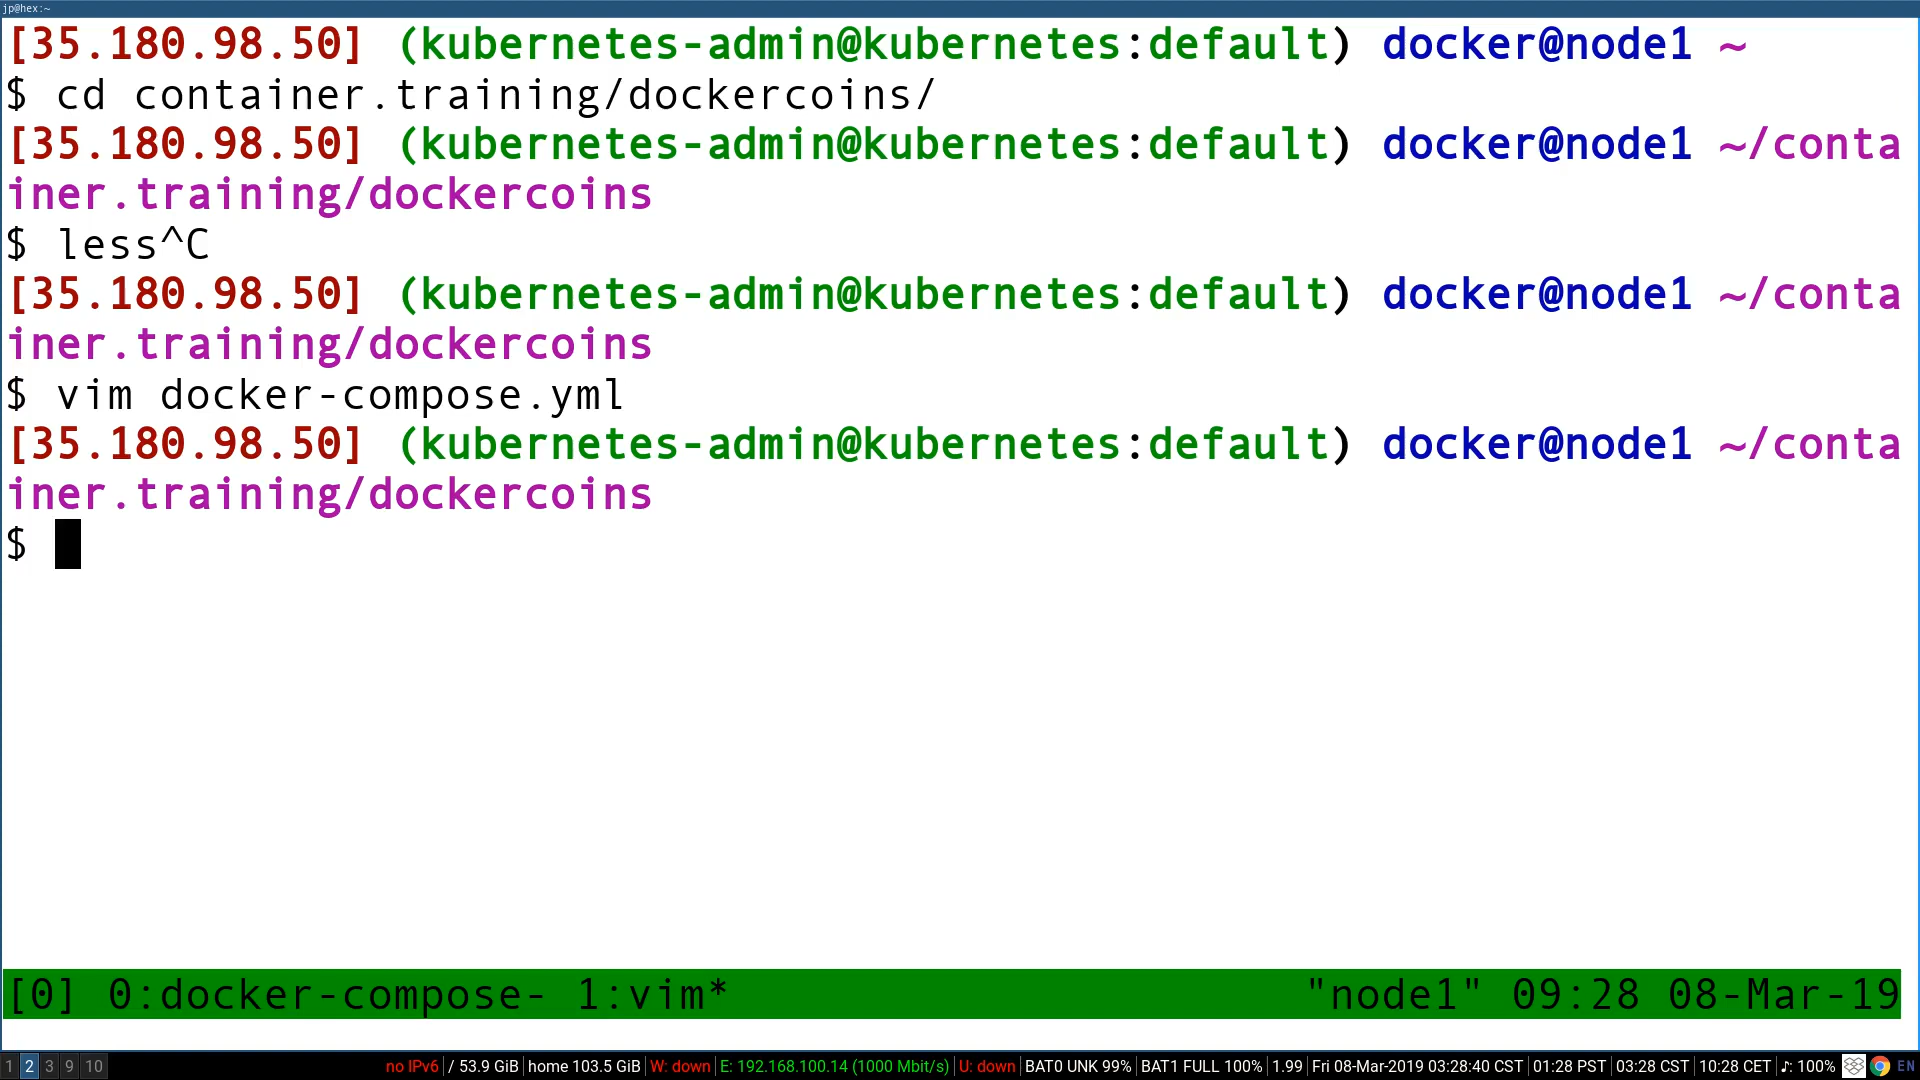 jp@hex:~
[35.180.98.50] (kubernetes-admin@kubernetes:default) docker@node1 ~
$ cd container.training/dockercoins/
[35.180.98.50] (kubernetes-admin@kubernetes:default) docker@node1 ~/conta
iner.training/dockercoins
$ less^C
[35.180.98.50] (kubernetes-admin@kubernetes:default) docker@node1 ~/conta
iner.training/dockercoins
$ vim docker-compose.yml
[35.180.98.50] (kubernetes-admin@kubernetes:default) docker@node1 ~/conta
iner.training/dockercoins
$
[0] 0:docker-compose- 1:vim* "node1" 09:28 08-Mar-19
1 2 3 9 10 no IPv6 | / 53.9 GiB | home 103.5 GiB | W: down | E: 192.168.100.14 (1000 Mbit/s) | U: down | BAT0 UNK 99% | BAT1 FULL 100% | 1.99 | Fri 08-Mar-2019 03:28:40 CST | 01:28 PST | 03:28 CST | 10:28 CET | ♪: 100% EN